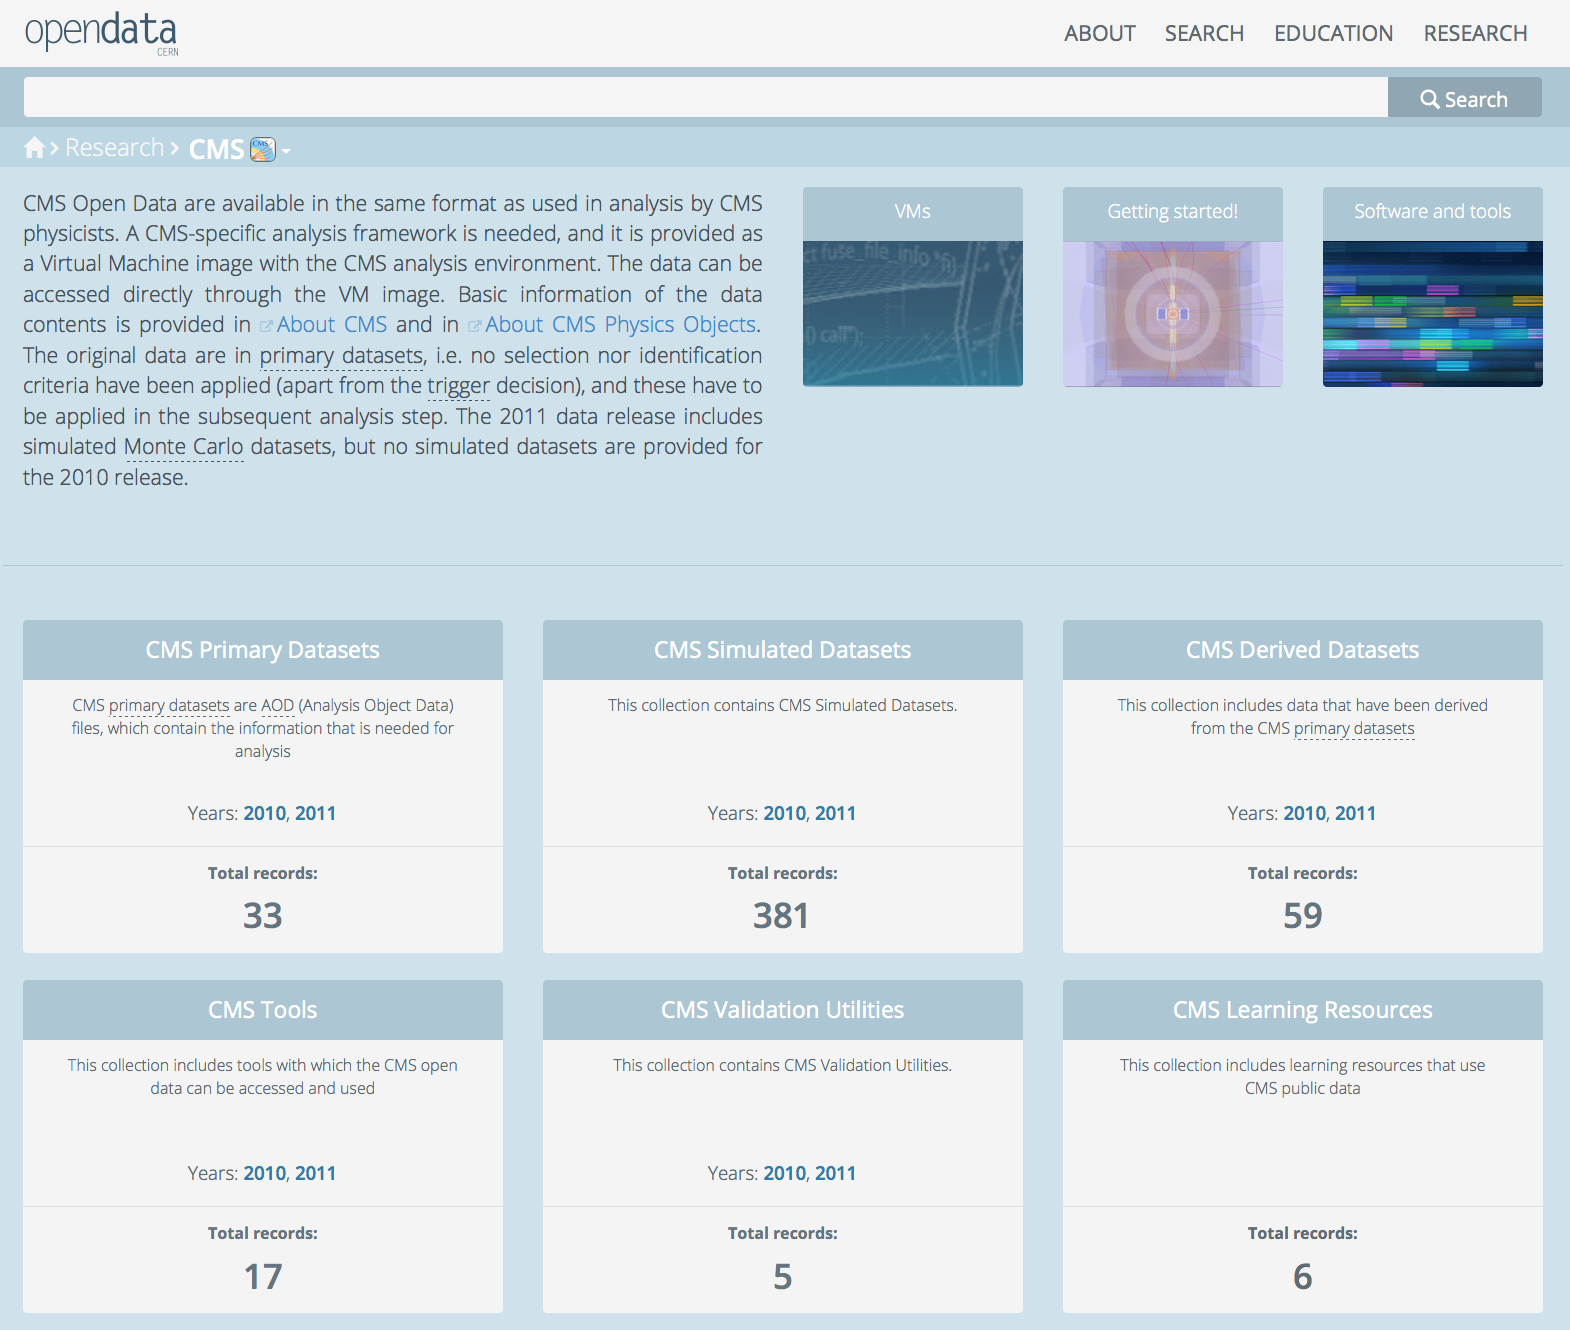 opendata
CERN
ABOUT SEARCH EDUCATION RESEARCH
Search
Research CMS
CMS Open Data are available in the same format as used in analysis by CMS
physicists. A CMS-specific analysis framework is needed, and it is provided as
a Virtual Machine image with the CMS analysis environment. The data can be
accessed directly through the VM image. Basic information of the data
contents is provided in About CMS and in About CMS Physics Objects.
The original data are in primary datasets, i.e. no selection nor identification
criteria have been applied (apart from the trigger decision), and these have to
be applied in the subsequent analysis step. The 2011 data release includes
simulated Monte Carlo datasets, but no simulated datasets are provided for
the 2010 release.
VMs
ct fuse_file_info *fi)
() call();
Getting started!
Software and tools
CMS Primary Datasets
CMS primary datasets are AOD (Analysis Object Data)
files, which contain the information that is needed for
analysis
Years: 2010, 2011
Total records:
33
CMS Simulated Datasets
This collection contains CMS Simulated Datasets.
Years: 2010, 2011
Total records:
381
CMS Derived Datasets
This collection includes data that have been derived
from the CMS primary datasets
Years: 2010, 2011
Total records:
59
CMS Tools
This collection includes tools with which the CMS open
data can be accessed and used
Years: 2010, 2011
Total records:
17
CMS Validation Utilities
This collection contains CMS Validation Utilities.
Years: 2010, 2011
Total records:
5
CMS Learning Resources
This collection includes learning resources that use
CMS public data
Total records:
6